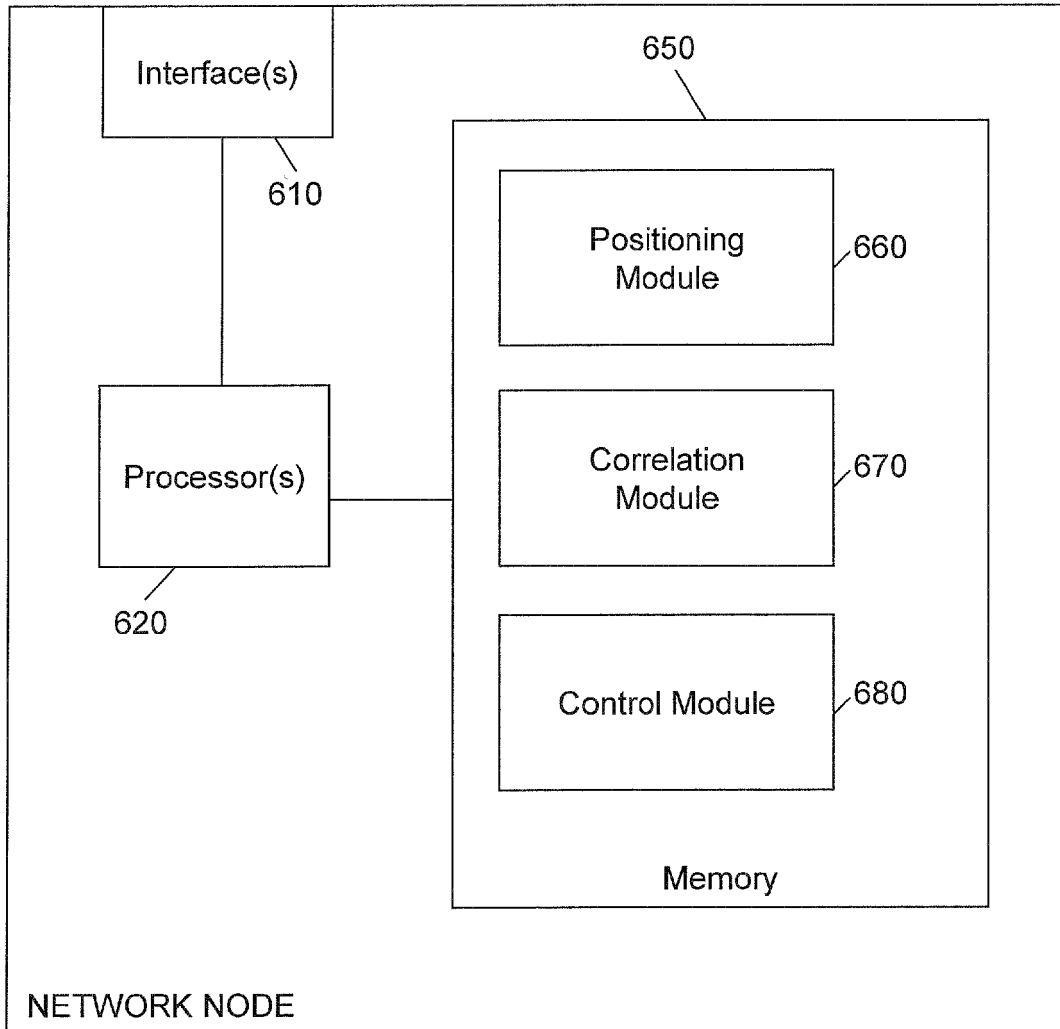 Interface(s)
610
650
Positioning
Module
660
Processor(s)
620
Correlation
Module
670
Control Module
680
Memory
NETWORK NODE